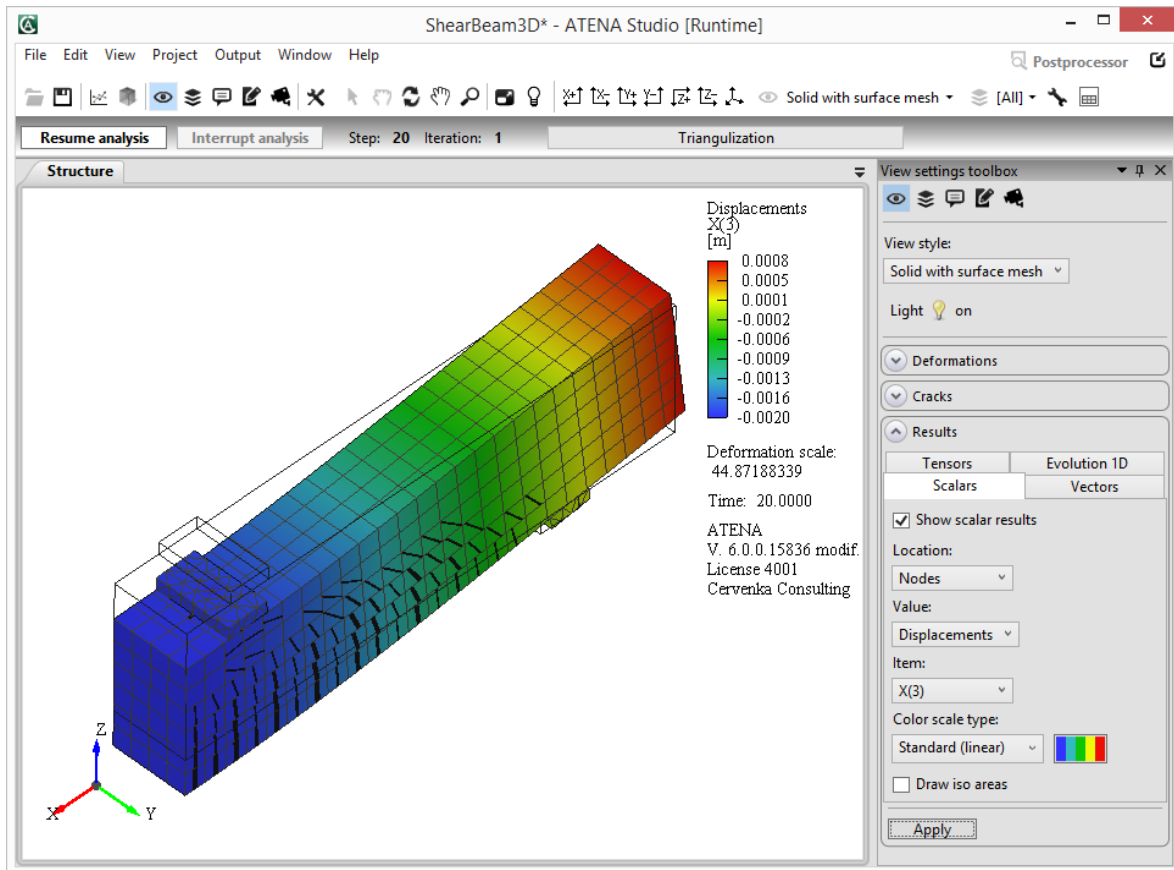 ShearBeam3D* - ATENA Studio [Runtime]
File Edit View Project Output Window Help
Postprocessor
Solid with surface mesh
[All]
Resume analysis Interrupt analysis Step: 20 Iteration: 1 Triangulization
Structure
Displacements
X(3)
[m]
0.0008
0.0005
0.0001
-0.0002
-0.0006
-0.0009
-0.0013
-0.0016
-0.0020
Deformation scale:
44.87188339
Time: 20.0000
ATENA
V. 6.0.0.15836 modif.
License 4001
Cervenka Consulting
Z
X
Y
View settings toolbox
View style:
Solid with surface mesh
Light on
Deformations
Cracks
Results
Tensors Evolution 1D
Scalars Vectors
Show scalar results
Location:
Nodes
Value:
Displacements
Item:
X(3)
Color scale type:
Standard (linear)
Draw iso areas
Apply